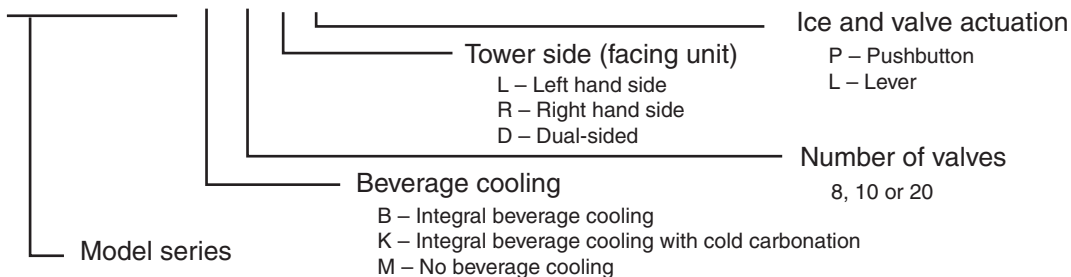 Ice and valve actuation
P – Pushbutton
L – Lever
Tower side (facing unit)
L – Left hand side
R – Right hand side
D – Dual-sided
Number of valves
8, 10 or 20
Beverage cooling
B – Integral beverage cooling
K – Integral beverage cooling with cold carbonation
M – No beverage cooling
Model series